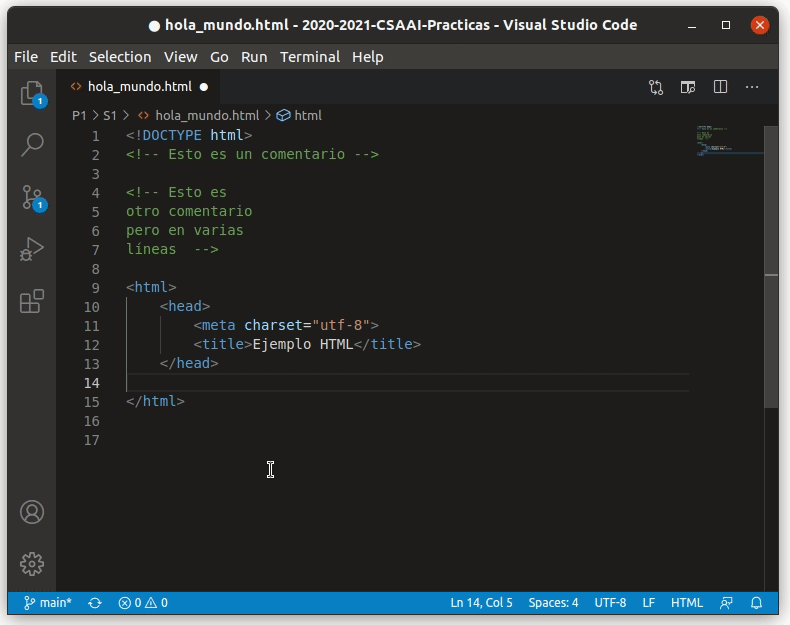 ● hola_mundo.html - 2020-2021-CSAAI-Practicas - Visual Studio Code
File Edit Selection View Go Run Terminal Help
<> hola_mundo.html ●
P1 > S1 > <> hola_mundo.html > html
1 <!DOCTYPE html>
2 <!-- Esto es un comentario -->
3
4 <!-- Esto es
5 otro comentario
6 pero en varias
7 líneas  -->
8
9 <html>
10     <head>
11         <meta charset="utf-8">
12         <title>Ejemplo HTML</title>
13     </head>
14
15 </html>
16
17
1
1
main* 0 0 Ln 14, Col 5 Spaces: 4 UTF-8 LF HTML